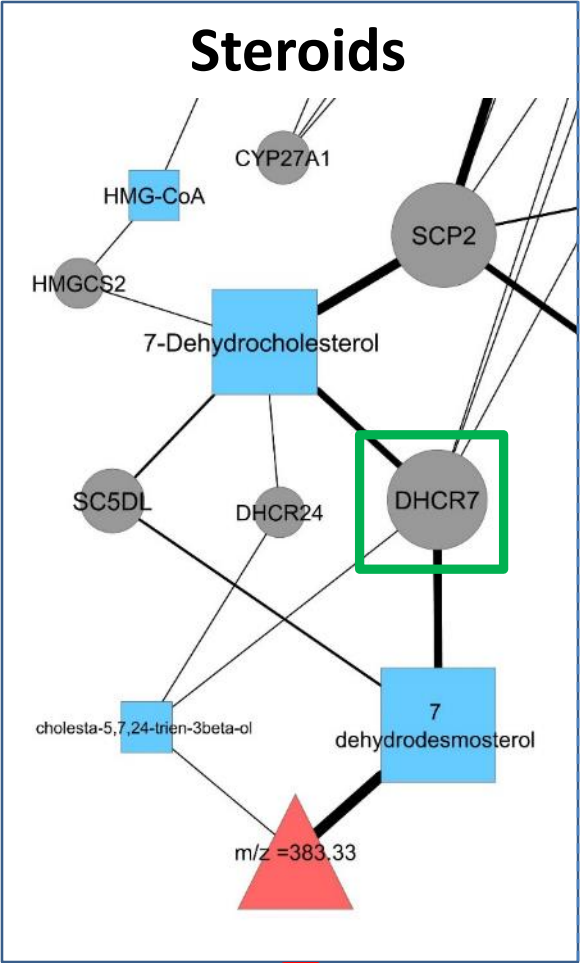 Steroids
CYP27A1
HMG-CoA
SCP2
HMGCS2
7-Dehydrocholesterol
SC5DL
DHCR24
DHCR7
7
dehydrodesmosterol
cholesta-5,7,24-trien-3beta-ol
m/z =383.33